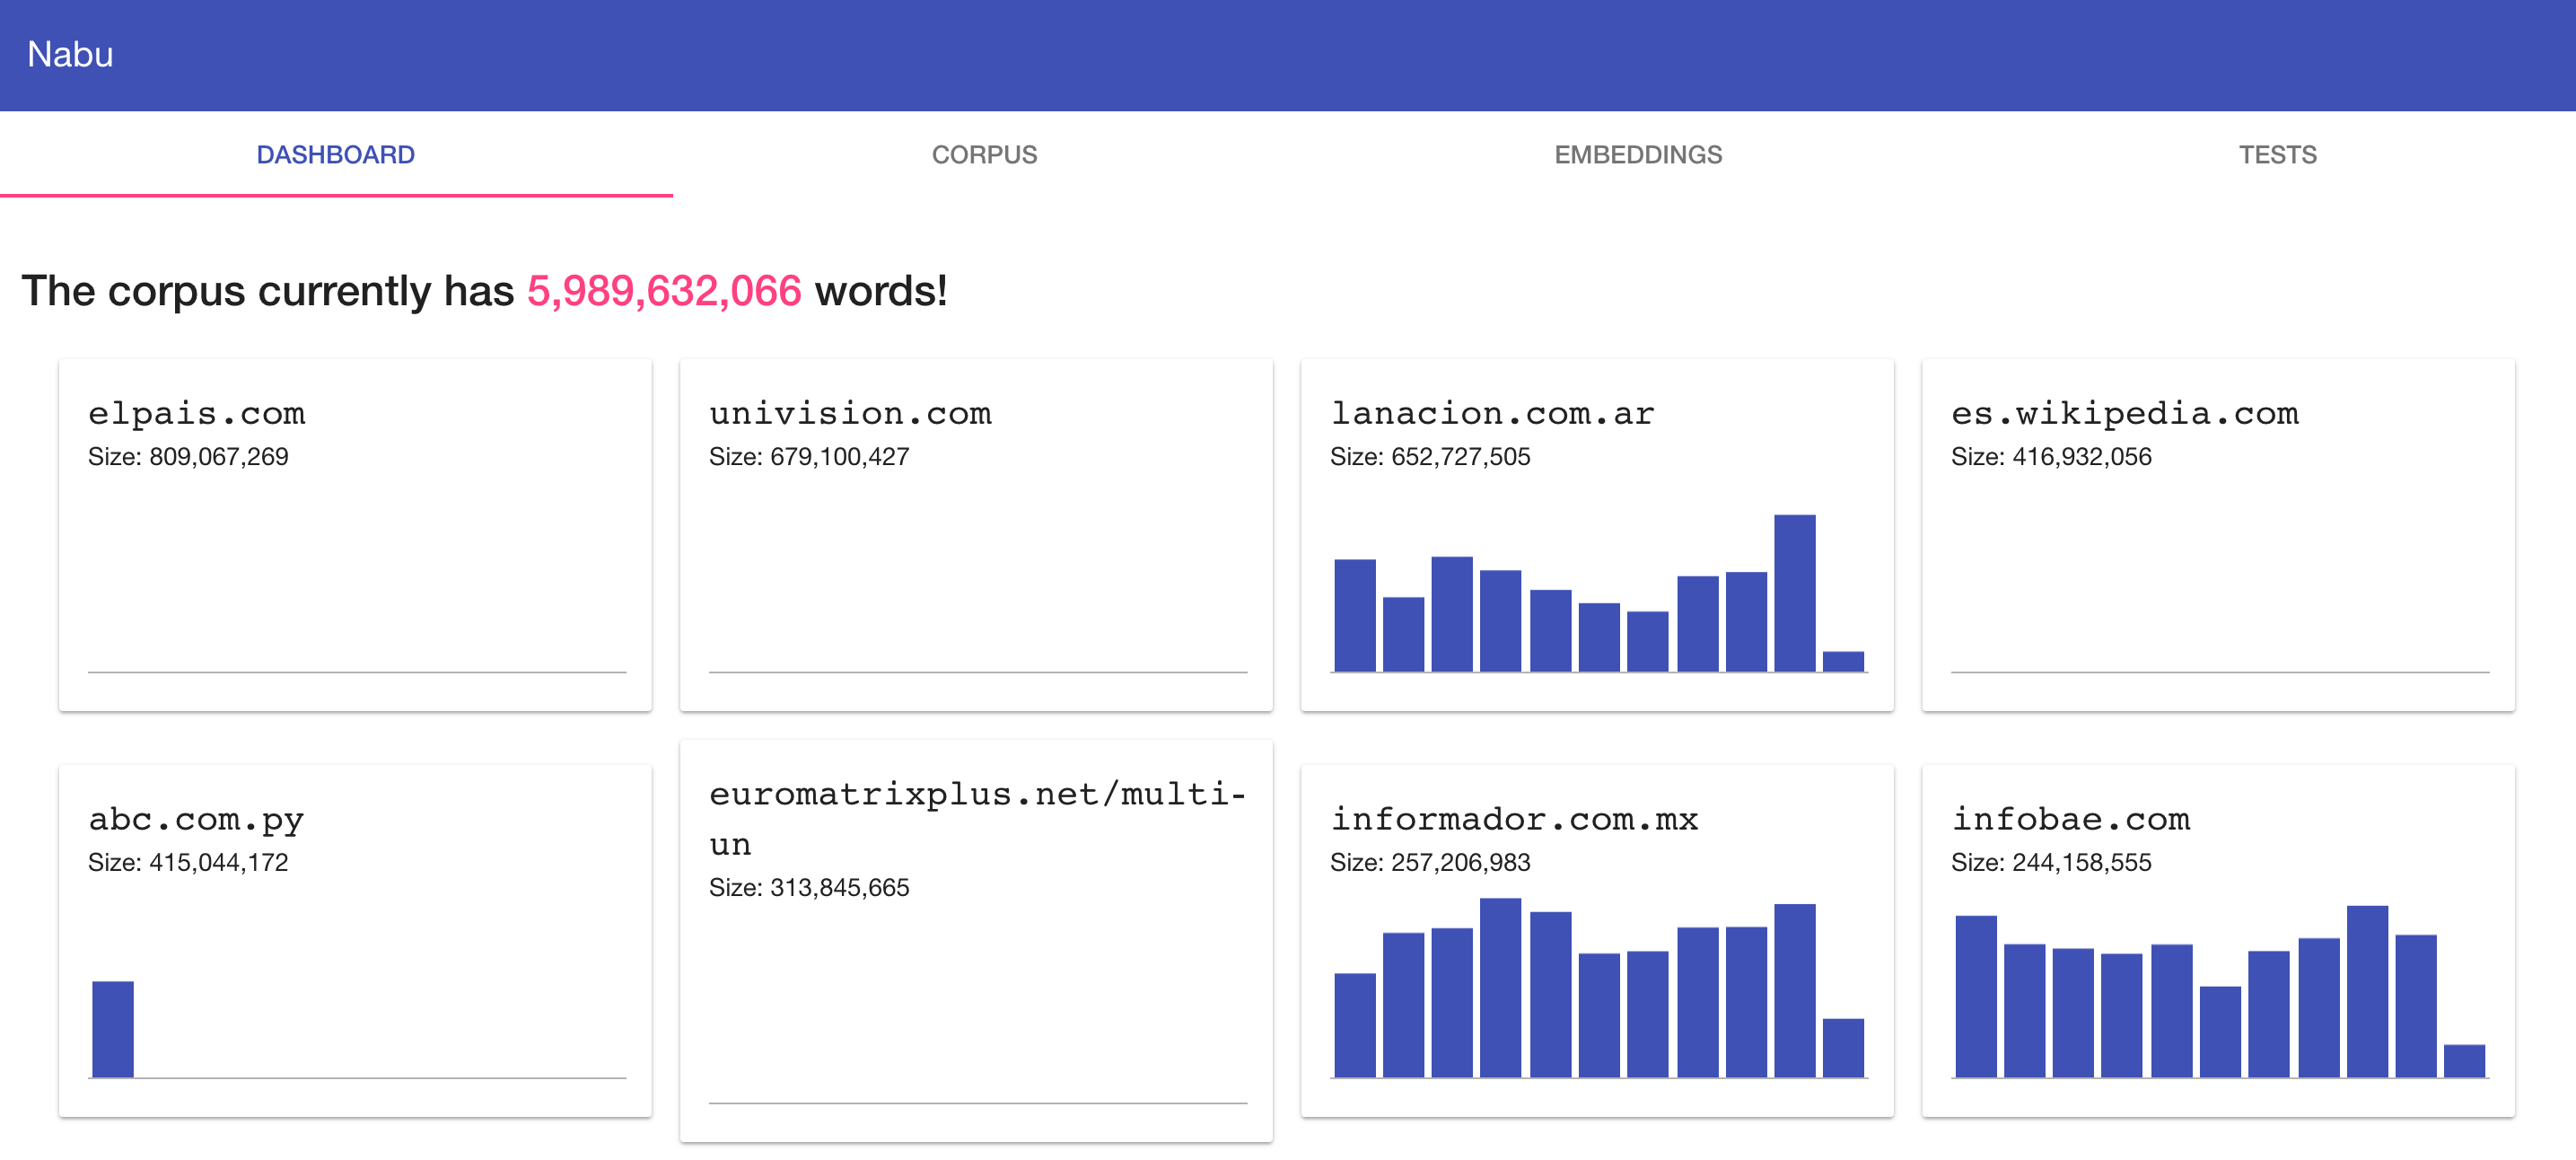 Nabu
DASHBOARD
CORPUS
EMBEDDINGS
TESTS
The corpus currently has 5,989,632,066 words!
elpais.com
Size: 809,067,269
univision.com
Size: 679,100,427
lanacion.com.ar
Size: 652,727,505
es.wikipedia.com
Size: 416,932,056
abc.com.py
Size: 415,044,172
euromatrixplus.net/multi-
un
Size: 313,845,665
informador.com.mx
Size: 257,206,983
infobae.com
Size: 244,158,555